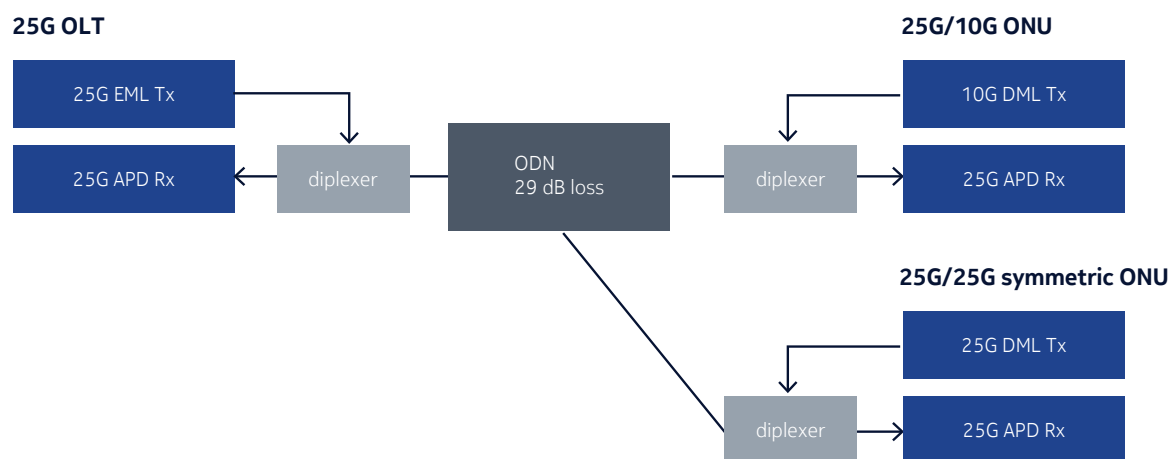 25G OLT
25G/10G ONU
25G EML Tx
10G DML Tx
ODN
29 dB loss
25G APD Rx
diplexer
diplexer
25G APD Rx
25G/25G symmetric ONU
25G DML Tx
diplexer
25G APD Rx